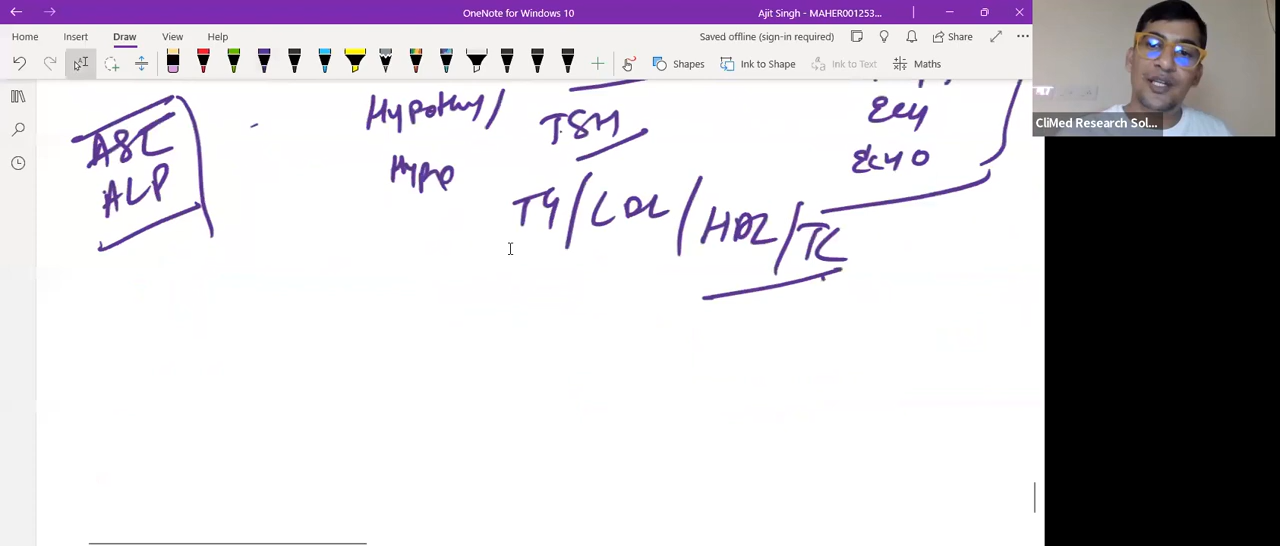 OneNote for Windows 10
Ajit Singh - MAHER001253...
Home Insert Draw View Help
Saved offline (sign-in required)
Share
Shapes
Ink to Shape
Ink to Text
Maths
CliMed Research Sol...
AST
ALP
Hypothy/
Hypo
TSH
ECG
ECHO
TG/LDL/HDL/TC